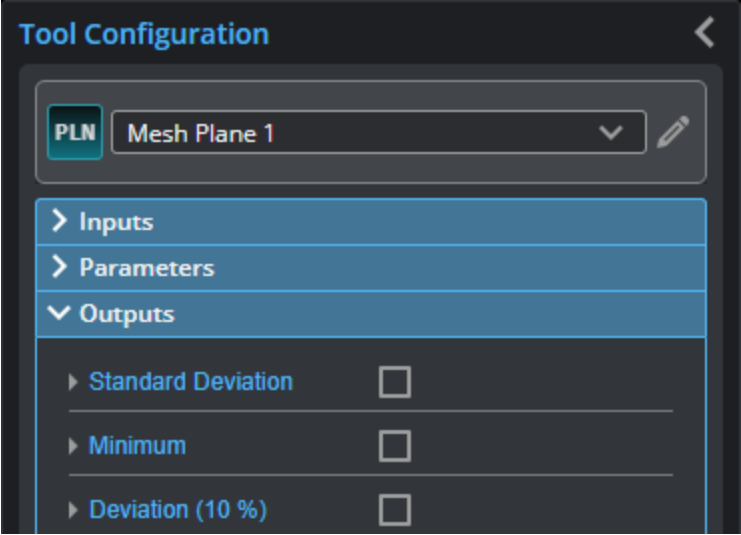 Tool Configuration
PLN Mesh Plane 1
Inputs
Parameters
Outputs
Standard Deviation
Minimum
Deviation (10 %)